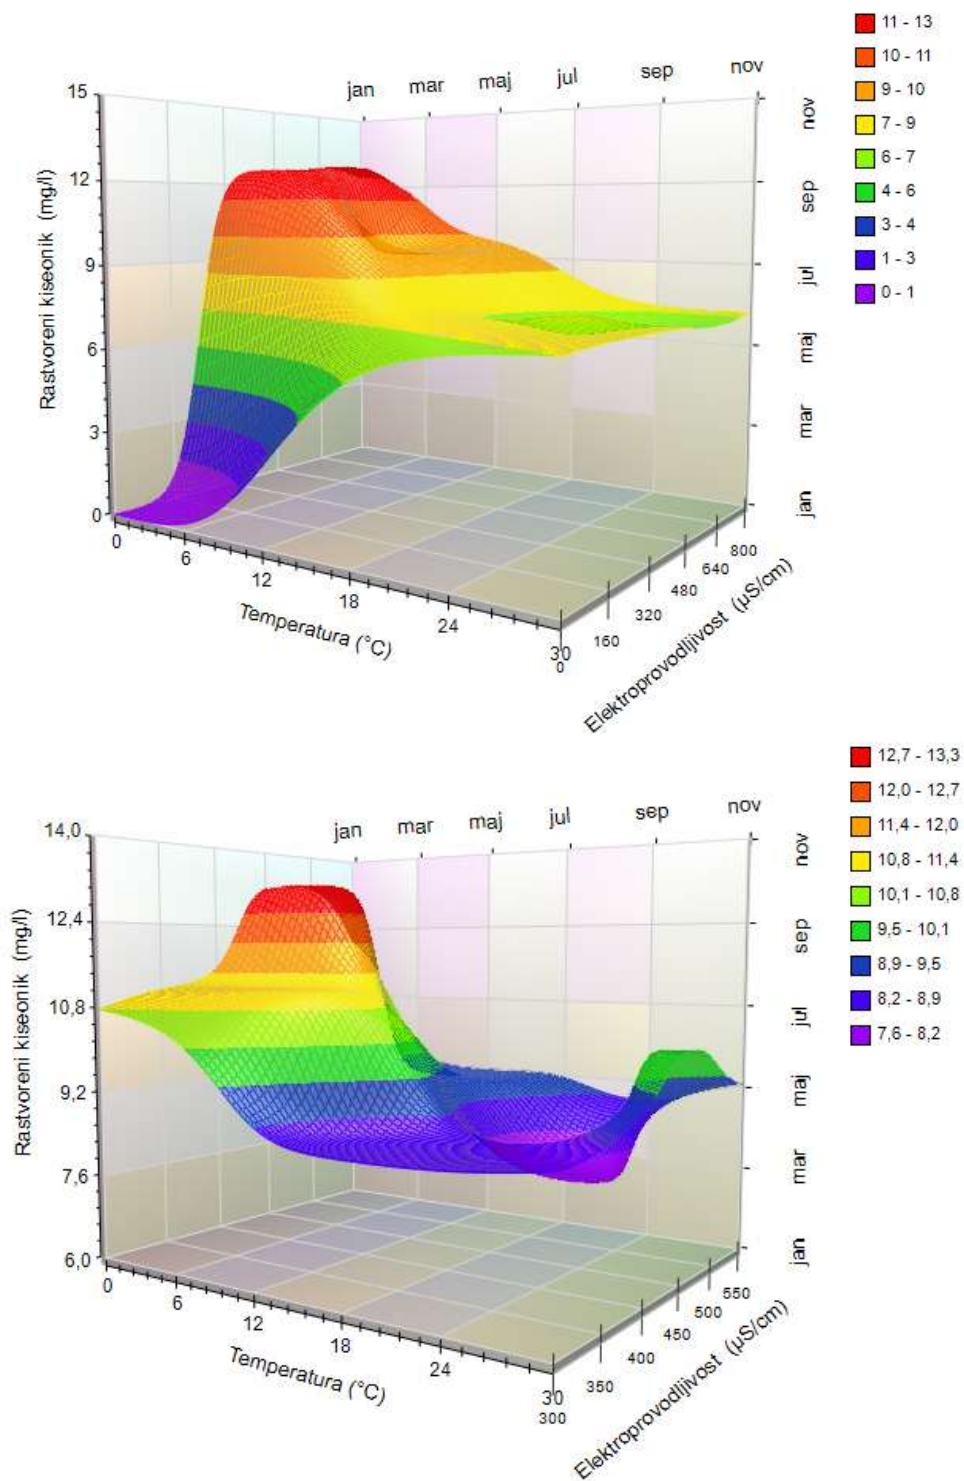 11 - 13
10 - 11
9 - 10
7 - 9
6 - 7
4 - 6
3 - 4
1 - 3
0 - 1
jan mar maj jul sep nov
15
12
9
6
3
0
Rastvoreni kiseonik (mg/l)
nov
sep
jul
maj
mar
jan
0 6 12 18 24 30
Temperatura (°C)
0 160 320 480 640 800
Elektroprovodljivost (µS/cm)
12,7 - 13,3
12,0 - 12,7
11,4 - 12,0
10,8 - 11,4
10,1 - 10,8
9,5 - 10,1
8,9 - 9,5
8,2 - 8,9
7,6 - 8,2
jan mar maj jul sep nov
14,0
12,4
10,8
9,2
7,6
6,0
Rastvoreni kiseonik (mg/l)
nov
sep
jul
maj
mar
jan
0 6 12 18 24 30
Temperatura (°C)
300 350 400 450 500 550
Elektroprovodljivost (µS/cm)